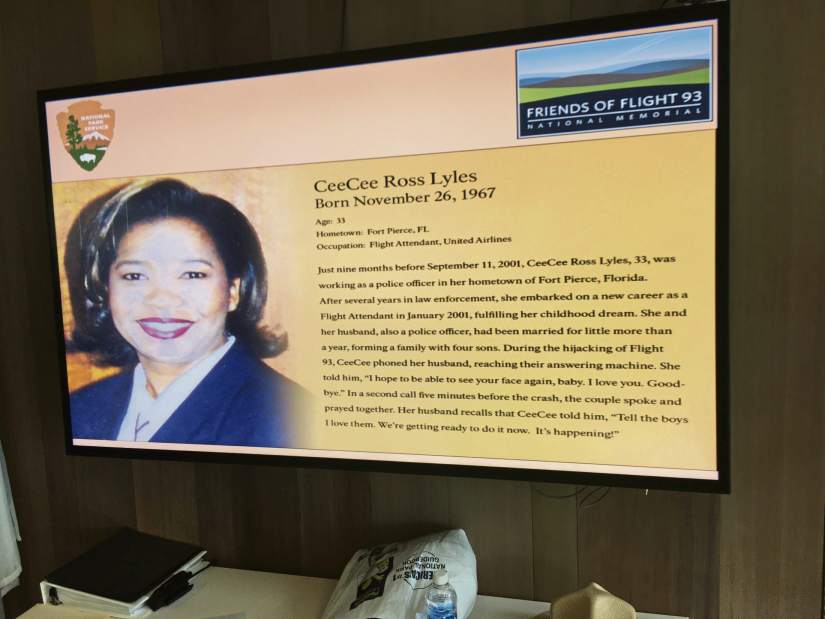 NATIONAL
PARK
SERVICE
FRIENDS OF FLIGHT 93
NATIONAL MEMORIAL
CeeCee Ross Lyles
Born November 26, 1967
Age: 33
Hometown: Fort Pierce, FL
Occupation: Flight Attendant, United Airlines
Just nine months before September 11, 2001, CeeCee Ross Lyles, 33, was
working as a police officer in her hometown of Fort Pierce, Florida.
After several years in law enforcement, she embarked on a new career as a
Flight Attendant in January 2001, fulfilling her childhood dream. She and
her husband, also a police officer, had been married for little more than
a year, forming a family with four sons. During the hijacking of Flight
93, CeeCee phoned her husband, reaching their answering machine. She
told him, “I hope to be able to see your face again, baby. I love you. Good-
bye.” In a second call five minutes before the crash, the couple spoke and
prayed together. Her husband recalls that CeeCee told him, “Tell the boys
I love them. We're getting ready to do it now.  It's happening!”
AMERICA'S #1
NATIONAL PARK
GUIDEBOOK